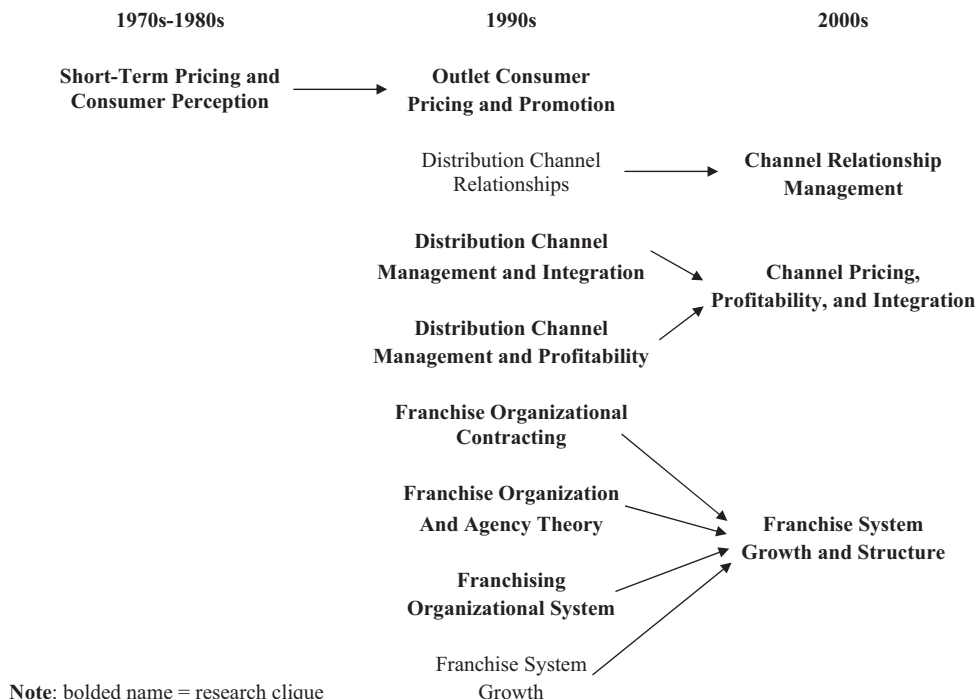 1970s-1980s
1990s
2000s
Short-Term Pricing and
Consumer Perception
Outlet Consumer
Pricing and Promotion
Distribution Channel
Relationships
Channel Relationship
Management
Distribution Channel
Management and Integration
Channel Pricing,
Profitability, and Integration
Distribution Channel
Management and Profitability
Franchise Organizational
Contracting
Franchise Organization
And Agency Theory
Franchise System
Growth and Structure
Franchising
Organizational System
Franchise System
Growth
Note: bolded name = research clique